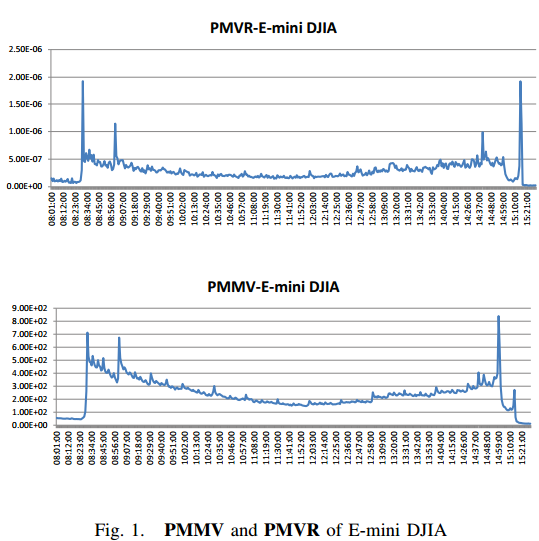 PMVR-E-mini DJIA
2.50E-06
2.00E-06
1.50E-06
1.00E-06
5.00E-07
0.00E+00
08:01:00 08:12:00 08:23:00 08:34:00 08:45:00 08:56:00 09:07:00 09:18:00 09:29:00 09:40:00 09:51:00 10:02:00 10:13:00 10:24:00 10:35:00 10:46:00 10:57:00 11:08:00 11:19:00 11:30:00 11:41:00 11:52:00 12:03:00 12:14:00 12:25:00 12:36:00 12:47:00 12:58:00 13:09:00 13:20:00 13:31:00 13:42:00 13:53:00 14:04:00 14:15:00 14:26:00 14:37:00 14:48:00 14:59:00 15:10:00 15:21:00
PMMV-E-mini DJIA
9.00E+02
8.00E+02
7.00E+02
6.00E+02
5.00E+02
4.00E+02
3.00E+02
2.00E+02
1.00E+02
0.00E+00
08:01:00 08:12:00 08:23:00 08:34:00 08:45:00 08:56:00 09:07:00 09:18:00 09:29:00 09:40:00 09:51:00 10:02:00 10:13:00 10:24:00 10:35:00 10:46:00 10:57:00 11:08:00 11:19:00 11:30:00 11:41:00 11:52:00 12:03:00 12:14:00 12:25:00 12:36:00 12:47:00 12:58:00 13:09:00 13:20:00 13:31:00 13:42:00 13:53:00 14:04:00 14:15:00 14:26:00 14:37:00 14:48:00 14:59:00 15:10:00 15:21:00
Fig. 1. PMMV and PMVR of E-mini DJIA